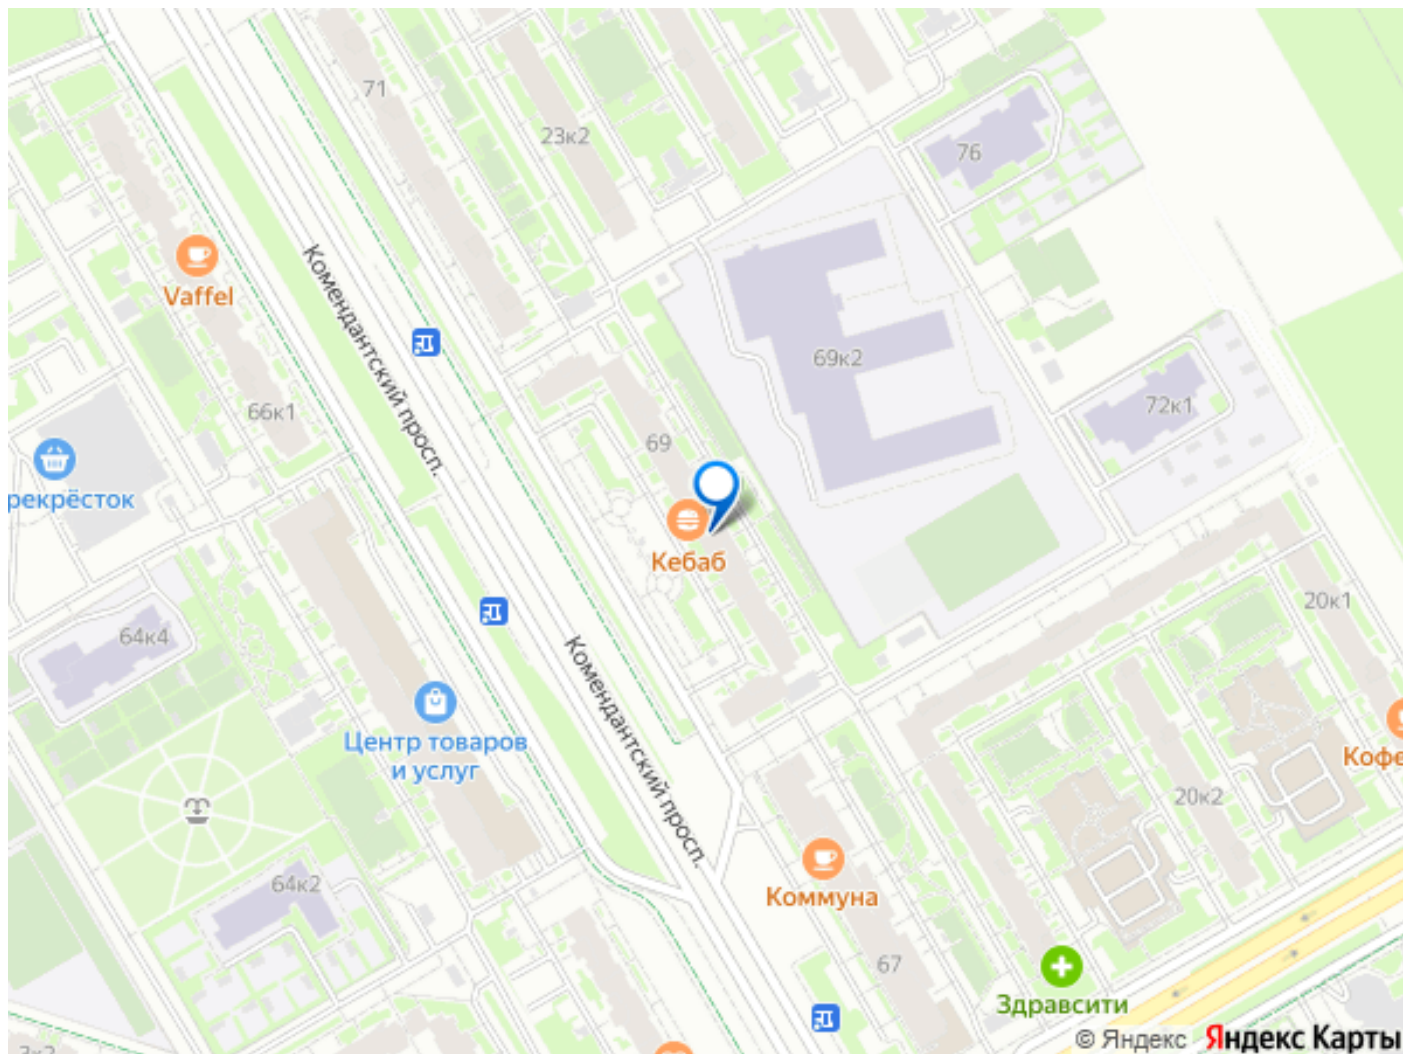 71
23к2
76
Vaffel
Комендантский просп.
69к2
66к1
72к1
69
рекрёсток
Кебаб
20к1
64к4
Комендантский просп.
Центр товаров
и услуг
Кофе
20к2
64к2
Коммуна
67
Здравсити
© Яндекс Яндекс Карты